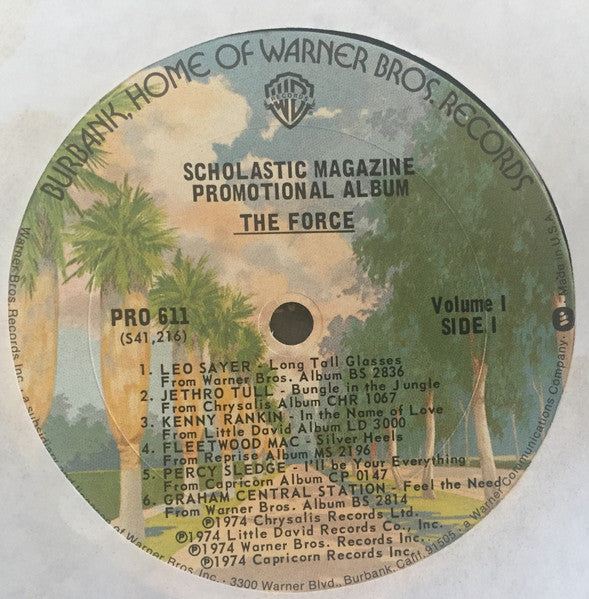 BURBANK, HOME OF WARNER BROS. RECORDS
RECORDS
SCHOLASTIC MAGAZINE
PROMOTIONAL ALBUM
THE FORCE
PRO 611
(S41,216)
Volume I
SIDE I
1. LEO SAYER - Long Tall Glasses
From Warner Bros. Album BS 2836
2. JETHRO TULL - Bungle in the Jungle
From Chrysalis Album CHR 1067
3. KENNY RANKIN - In the Name of Love
From Little David Album LD 3000
4. FLEETWOOD MAC - Silver Heels
From Reprise Album MS 2196
5. PERCY SLEDGE - I'll be Your Everything
From Capricorn Album CP 0147
6. GRAHAM CENTRAL STATION - Feel the Need
From Warner Bros. Album BS 2814
℗1974 Chrysalis Records Ltd.
℗1974 Little David Records Co., Inc.
℗1974 Warner Bros. Records Inc.
℗1974 Capricorn Records Inc.
Warner Bros. Records Inc., a subsidiary of Warner Bros. Inc., 3300 Warner Blvd., Burbank, Calif. 91505 • a Warner Communications Company • Made in U.S.A.